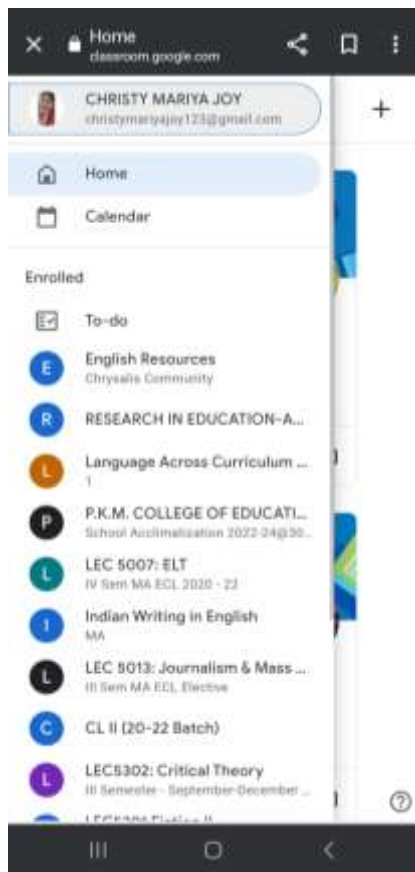 Home
classroom.google.com
CHRISTY MARIYA JOY
christymariyajoy123@gmail.com
Home
Calendar
Enrolled
To-do
E
English Resources
Chrysalis Community
R
RESEARCH IN EDUCATION-A...
L
Language Across Curriculum ...
1
P
P.K.M. COLLEGE OF EDUCATI...
School Acclimatization 2022-24@30...
L
LEC 5007: ELT
IV Sem MA ECL 2020 - 22
I
Indian Writing in English
MA
L
LEC 5013: Journalism & Mass ...
III Sem MA ECL Elective
C
CL II (20-22 Batch)
L
LEC5302: Critical Theory
III Semester - September-December ...